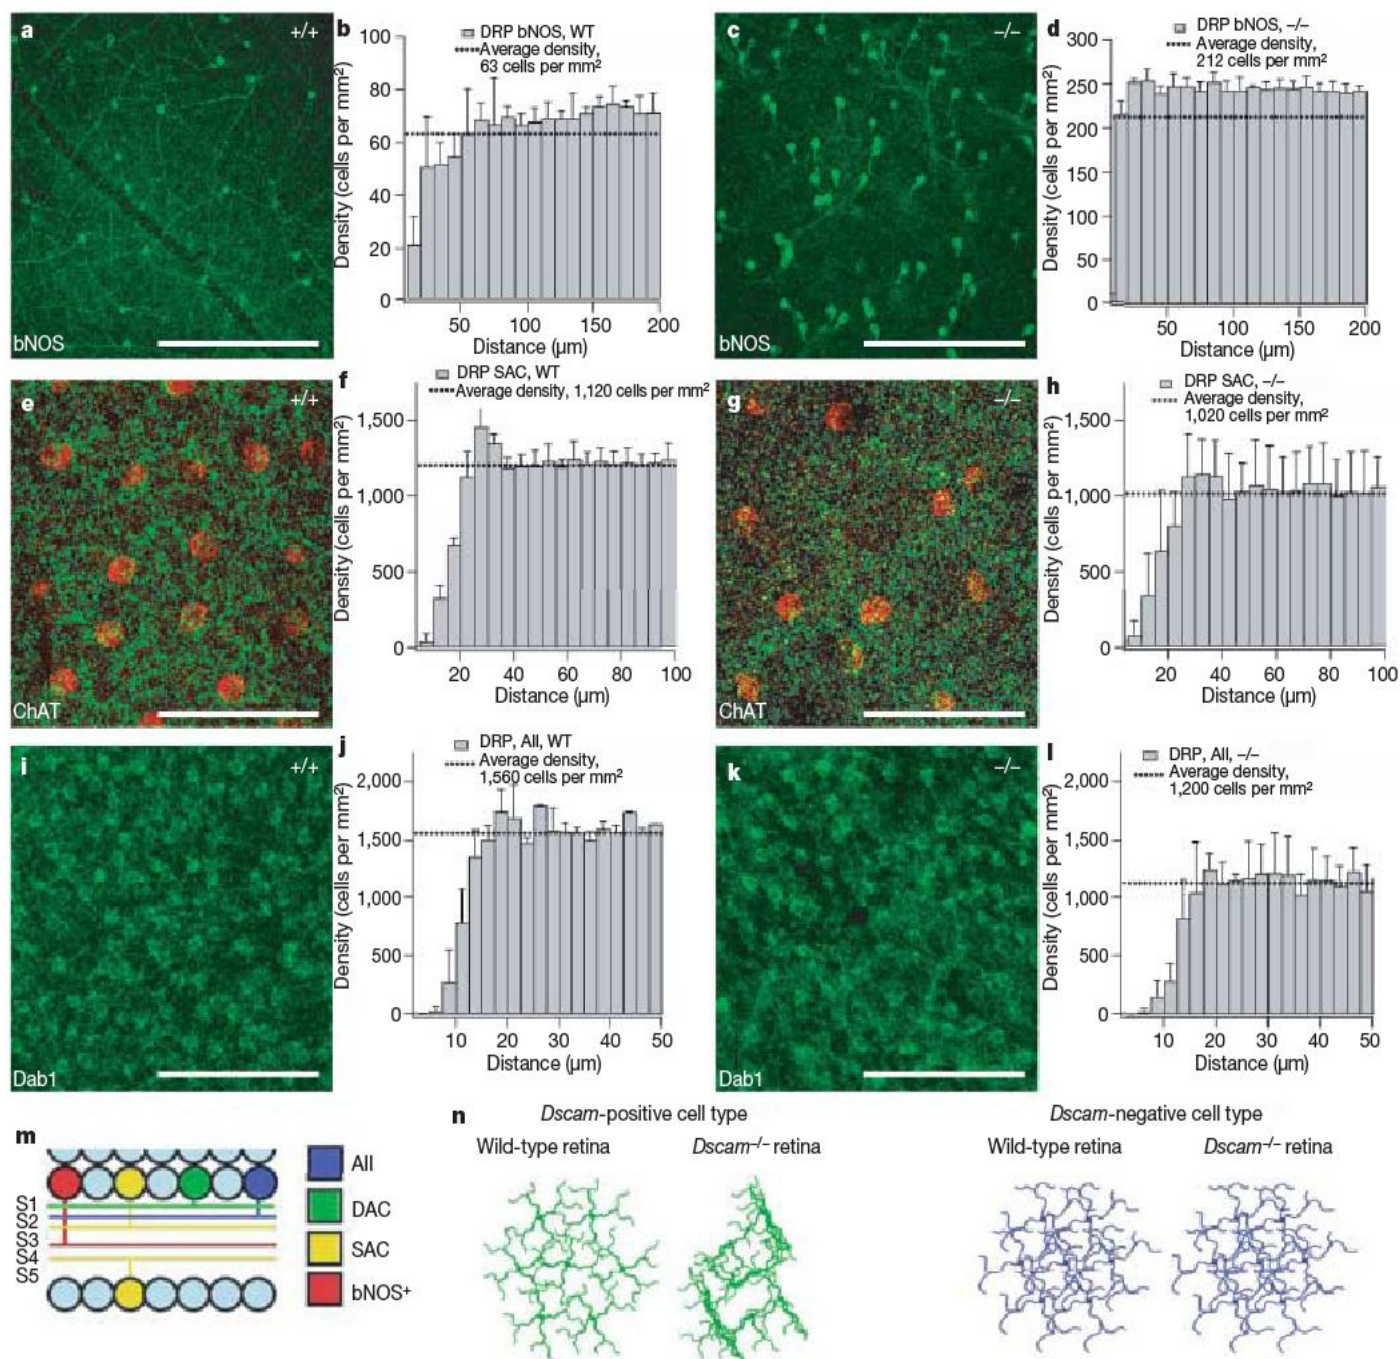 a
+/+
bNOS
b
DRP bNOS, WT
Average density,
63 cells per mm²
Density (cells per mm²)
100
80
60
40
20
0
50 100 150 200
Distance (µm)
c
–/–
bNOS
d
DRP bNOS, –/–
Average density,
212 cells per mm²
Density (cells per mm²)
300
250
200
150
100
50
0
50 100 150 200
Distance (µm)
e
+/+
ChAT
f
DRP SAC, WT
Average density, 1,120 cells per mm²
Density (cells per mm²)
1,500
1,000
500
0
20 40 60 80 100
Distance (µm)
g
–/–
ChAT
h
DRP SAC, –/–
Average density,
1,020 cells per mm²
Density (cells per mm²)
1,500
1,000
500
0
20 40 60 80 100
Distance (µm)
i
+/+
Dab1
j
DRP, AII, WT
Average density,
1,560 cells per mm²
Density (cells per mm²)
2,000
1,500
1,000
500
0
10 20 30 40 50
Distance (µm)
k
–/–
Dab1
l
DRP, AII, –/–
Average density,
1,200 cells per mm²
Density (cells per mm²)
2,000
1,500
1,000
500
0
10 20 30 40 50
Distance (µm)
m
S1
S2
S3
S4
S5
AII
DAC
SAC
bNOS⁺
n
Dscam-positive cell type
Wild-type retina Dscam–/– retina
Dscam-negative cell type
Wild-type retina Dscam–/– retina